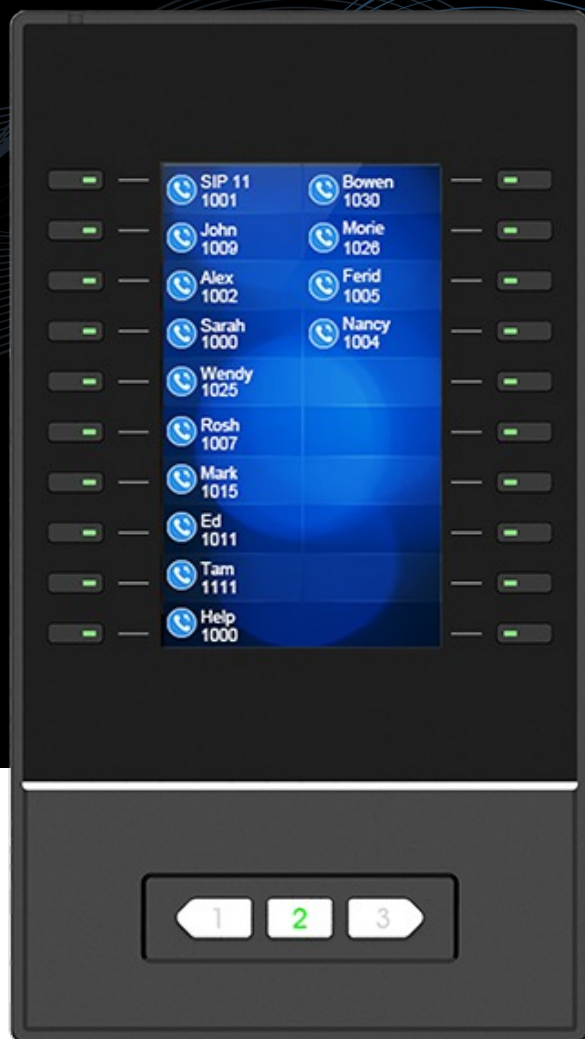 SIP 11
1001
John
1009
Alex
1002
Sarah
1000
Wendy
1025
Rosh
1007
Mark
1015
Ed
1011
Tam
1111
Help
1000
Bowen
1030
Morie
1026
Ferid
1005
Nancy
1004
1 2 3